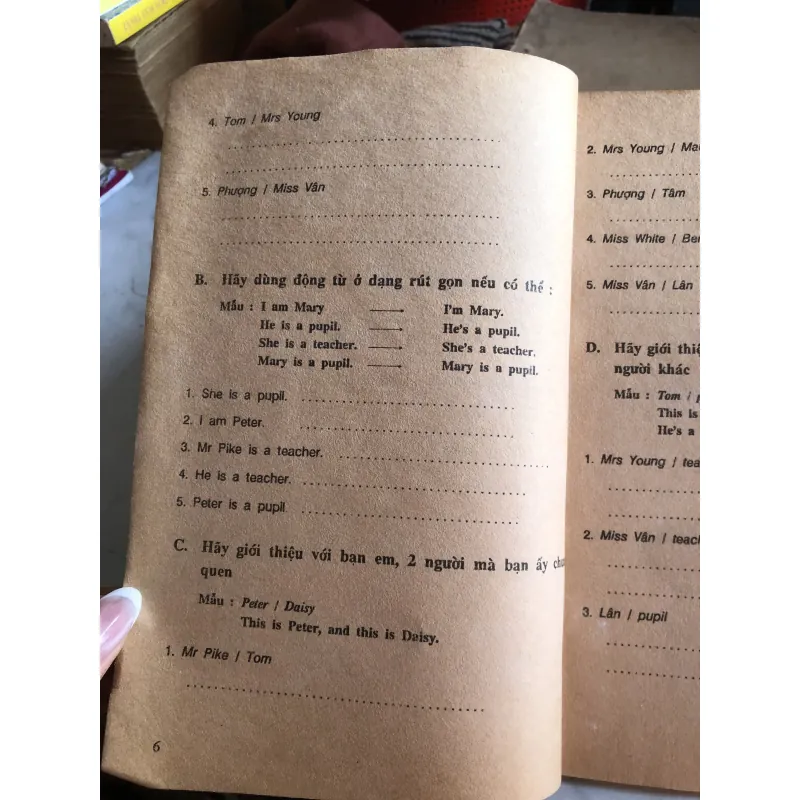 4. Tom / Mrs Young
5. Phượng / Miss Vân
B. Hãy dùng động từ ở dạng rút gọn nếu có thể :
Mẫu : I am Mary → I'm Mary.
He is a pupil. → He's a pupil.
She is a teacher. → She's a teacher.
Mary is a pupil. → Mary is a pupil.
1. She is a pupil.
2. I am Peter.
3. Mr Pike is a teacher.
4. He is a teacher.
5. Peter is a pupil
C. Hãy giới thiệu với bạn em, 2 người mà bạn ấy
quen
Mẫu : Peter / Daisy
This is Peter, and this is Daisy.
1. Mr Pike / Tom
6
2. Mrs Young /
3. Phượng / Tâm
4. Miss White /
5. Miss Vân / Lân
D. Hãy giới
người khác
Mẫu : Tom /
This is
He's a
1. Mrs Young /
2. Miss Vân /
3. Lân / pupil